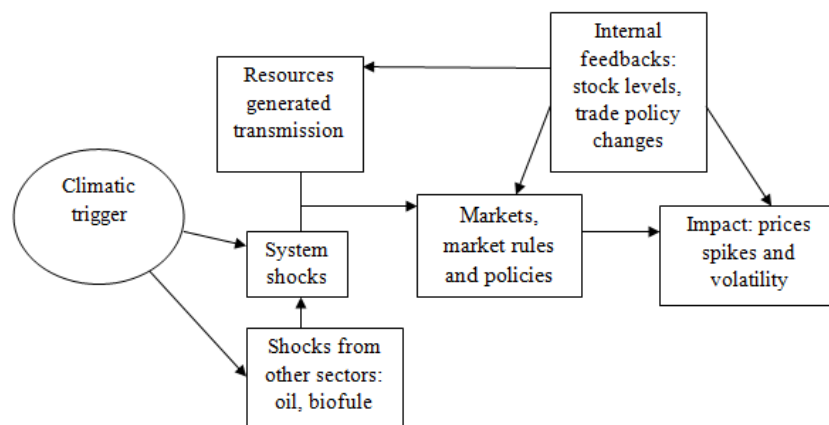 Internal
feedbacks:
stock levels,
trade policy
changes
Resources
generated
transmission
Climatic
trigger
Markets,
market rules
and policies
Impact: prices
spikes and
volatility
System
shocks
Shocks from
other sectors:
oil, biofule